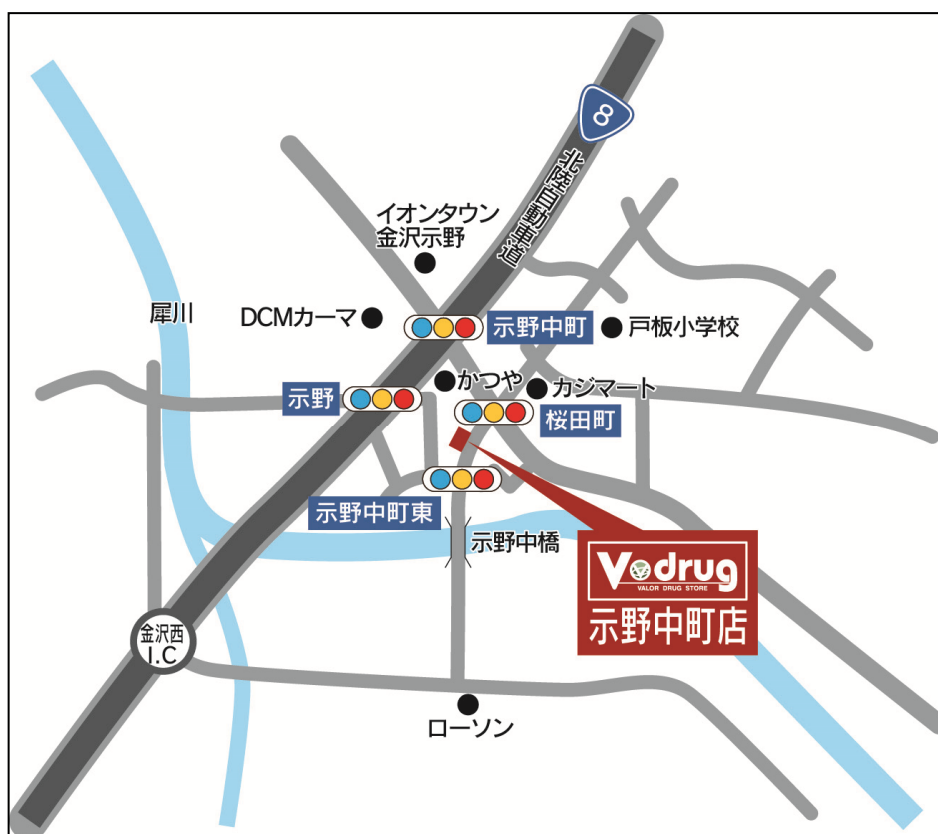 8
北陸自動車道
イオンタウン
金沢示野
犀川
DCMカーマ
示野中町
戸板小学校
示野
かつや
カジマート
桜田町
示野中町東
示野中橋
V drug
VALOR DRUG STORE
示野中町店
金沢西
I.C
ローソン